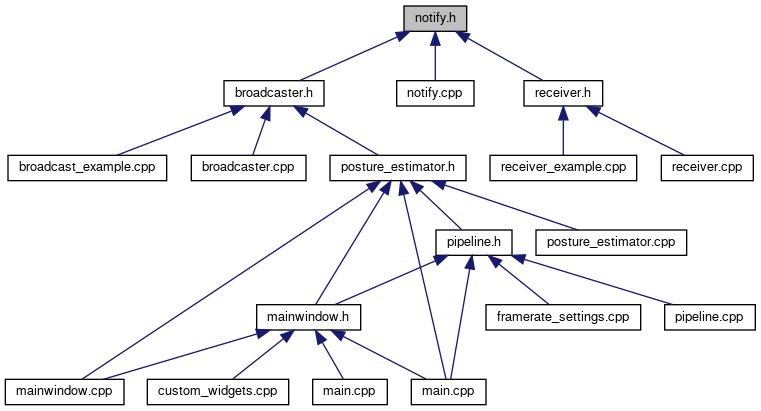 notify.h
broadcaster.h
notify.cpp
receiver.h
broadcast_example.cpp
broadcaster.cpp
posture_estimator.h
receiver_example.cpp
receiver.cpp
pipeline.h
posture_estimator.cpp
mainwindow.h
framerate_settings.cpp
pipeline.cpp
mainwindow.cpp
custom_widgets.cpp
main.cpp
main.cpp